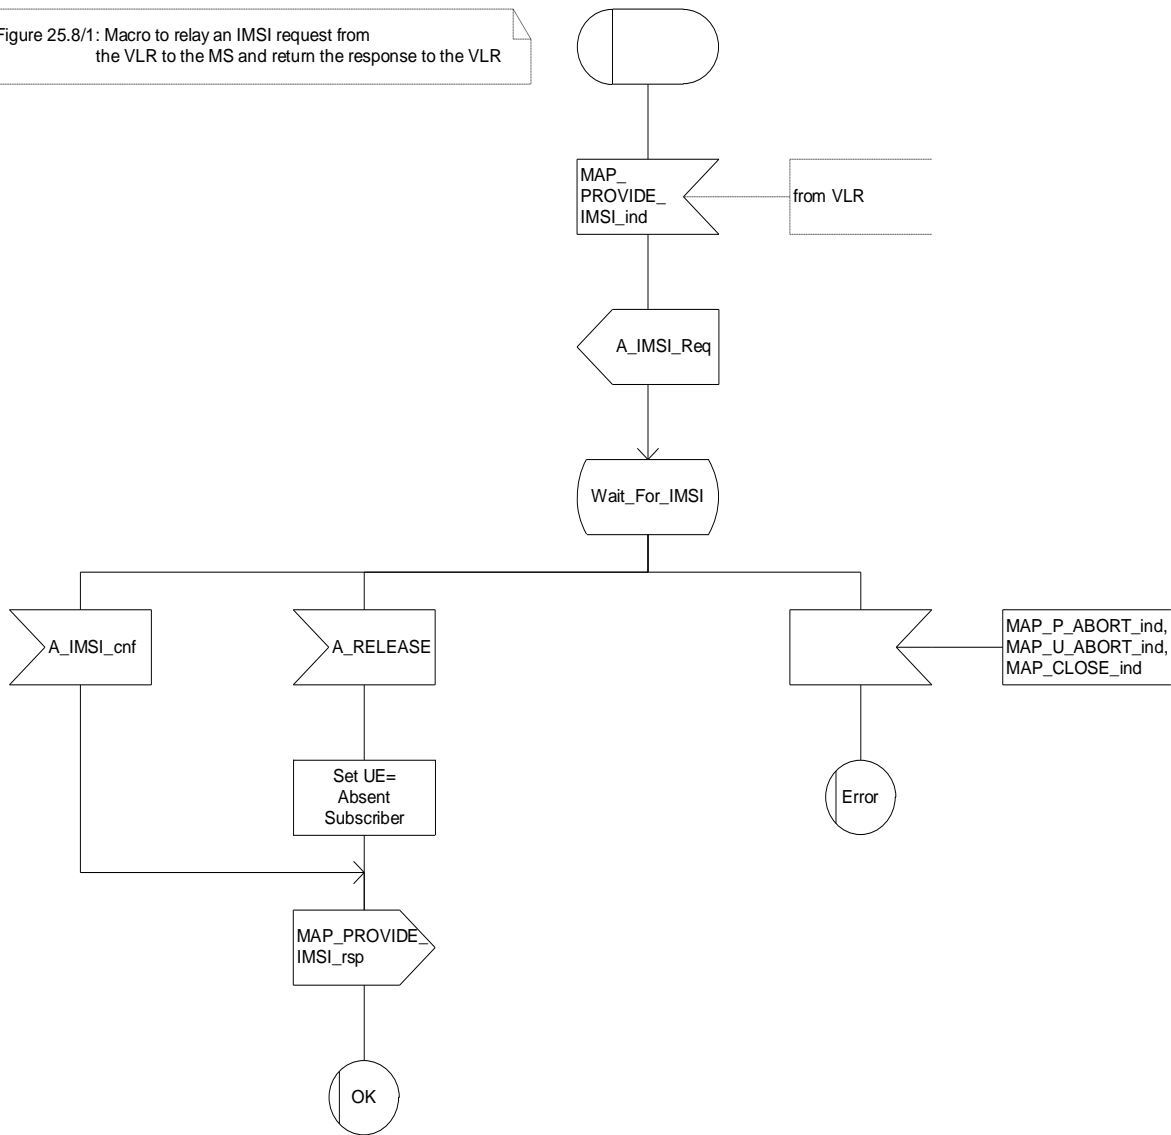 Figure 25.8/1: Macro to relay an IMSI request from
the VLR to the MS and return the response to the VLR
MAP_
PROVIDE_
IMSI_ind
from VLR
A_IMSI_Req
Wait_For_IMSI
A_IMSI_cnf
A_RELEASE
MAP_P_ABORT_ind,
MAP_U_ABORT_ind,
MAP_CLOSE_ind
Set UE=
Absent
Subscriber
Error
MAP_PROVIDE_
IMSI_rsp
OK